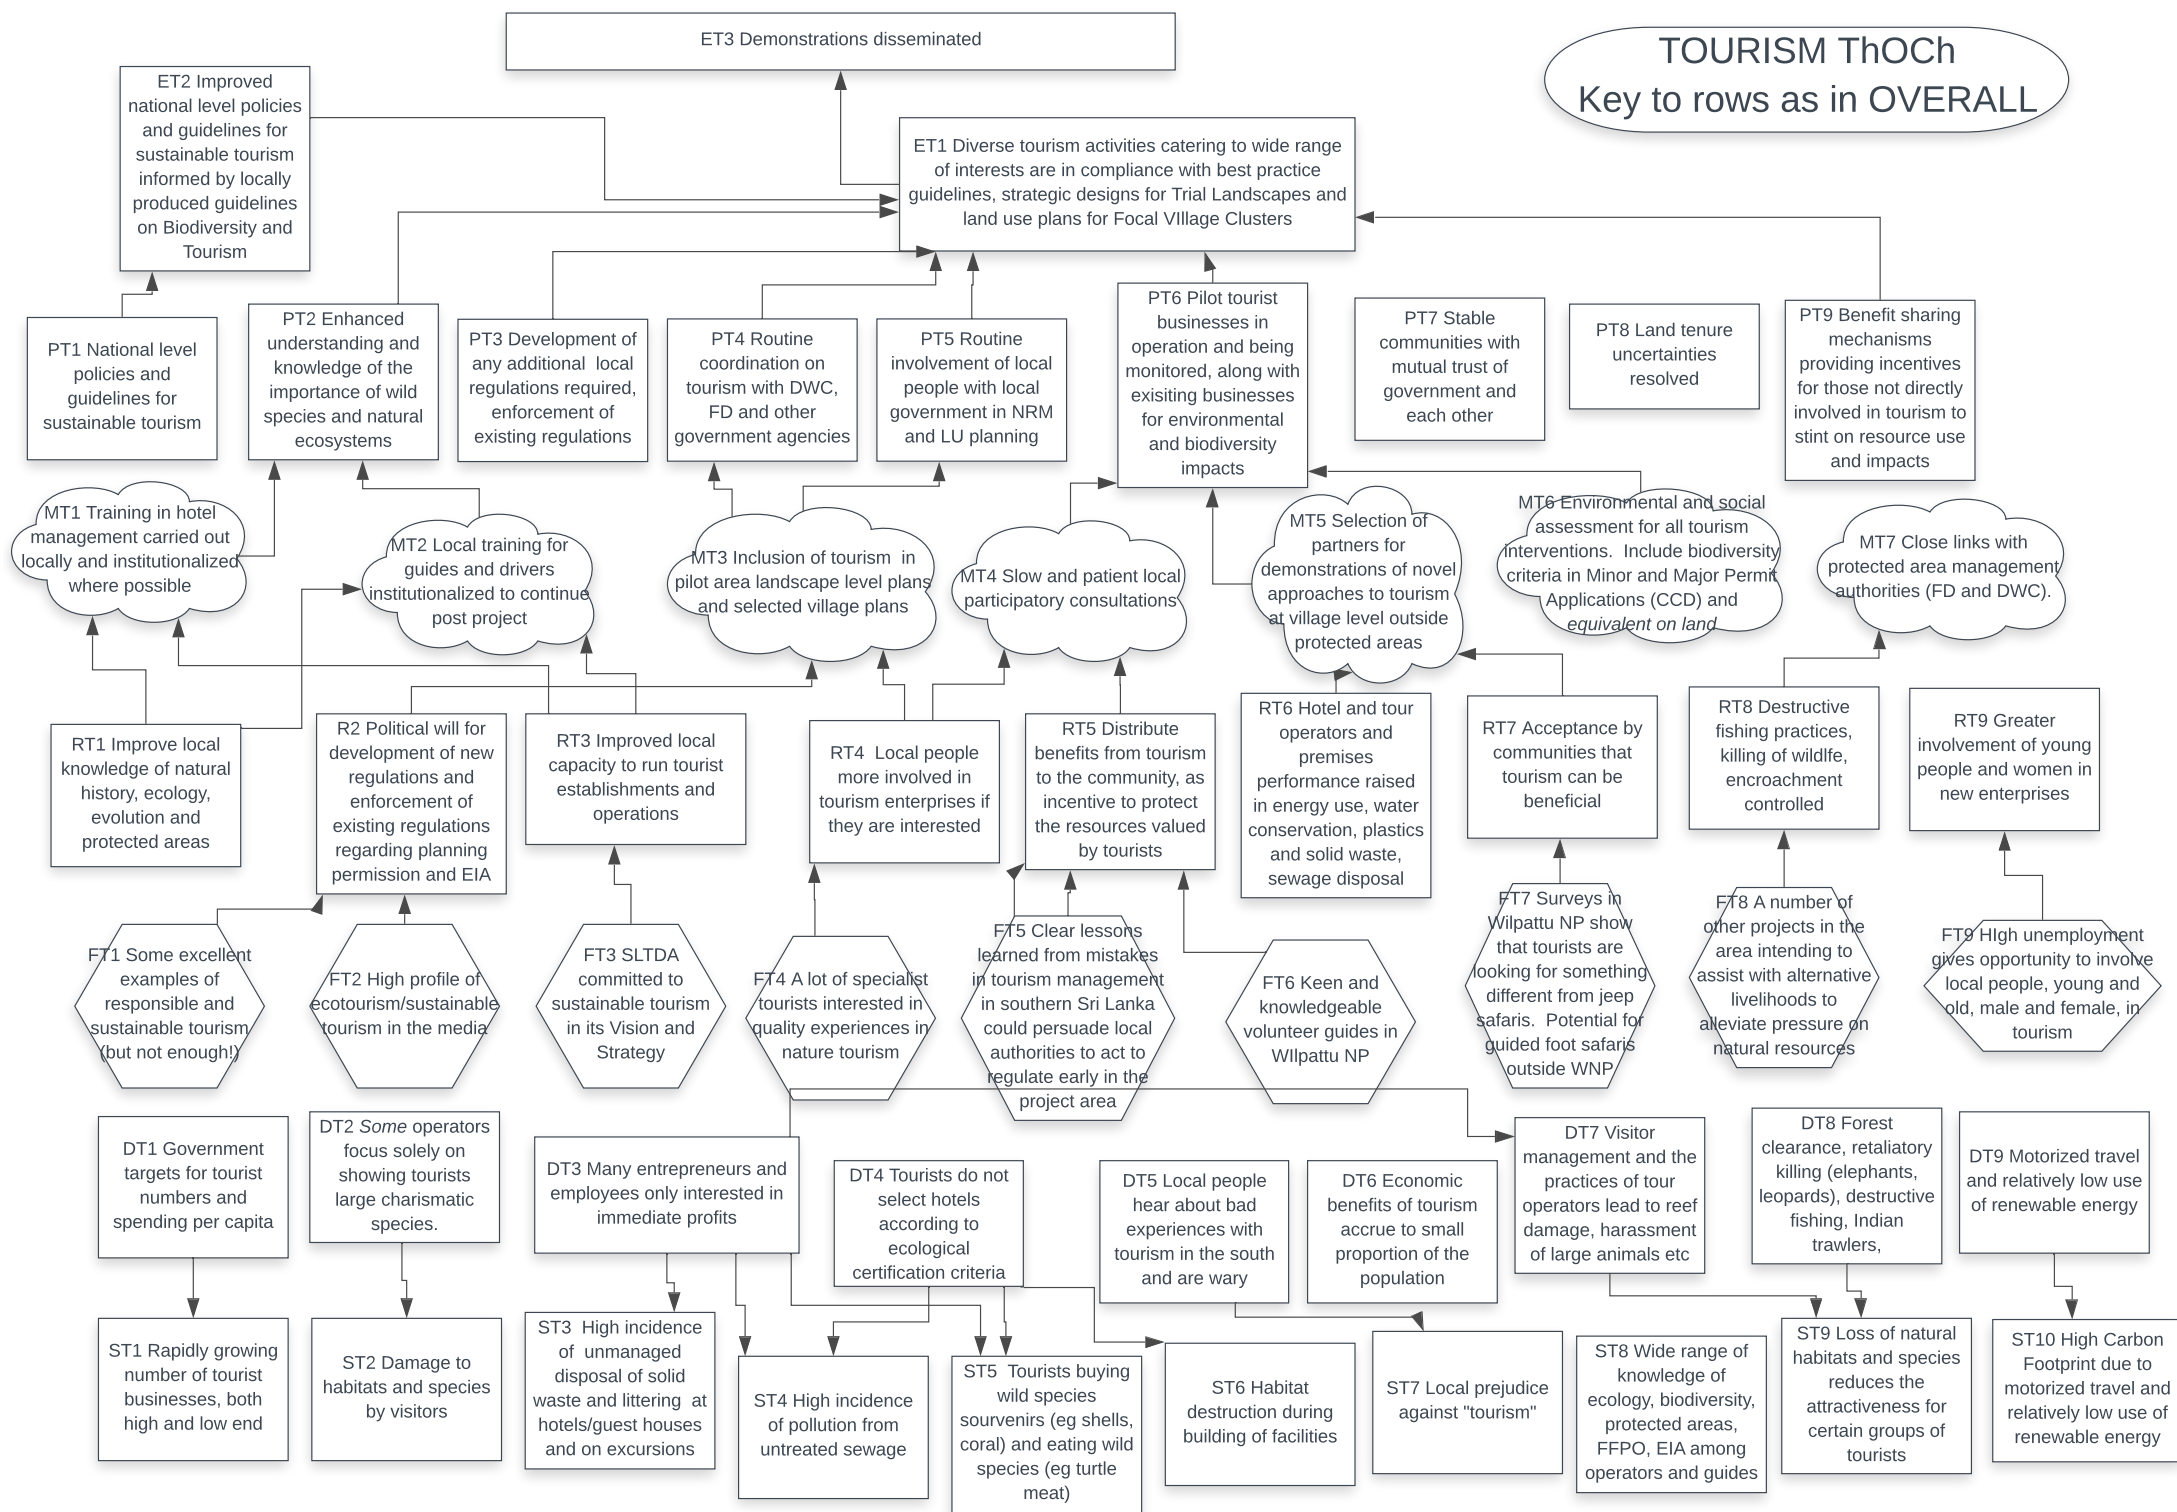 ET3 Demonstrations disseminated
TOURISM ThOCh
Key to rows as in OVERALL
ET2 Improved
national level policies
and guidelines for
sustainable tourism
informed by locally
produced guidelines
on Biodiversity and
Tourism
ET1 Diverse tourism activities catering to wide range
of interests are in compliance with best practice
guidelines, strategic designs for Trial Landscapes and
land use plans for Focal VIllage Clusters
PT1 National level
policies and
guidelines for
sustainable tourism
PT2 Enhanced
understanding and
knowledge of the
importance of wild
species and natural
ecosystems
PT3 Development of
any additional  local
regulations required,
enforcement of
existing regulations
PT4 Routine
coordination on
tourism with DWC,
FD and other
government agencies
PT5 Routine
involvement of local
people with local
government in NRM
and LU planning
PT6 Pilot tourist
businesses in
operation and being
monitored, along with
exisiting businesses
for environmental
and biodiversity
impacts
PT7 Stable
communities with
mutual trust of
government and
each other
PT8 Land tenure
uncertainties
resolved
PT9 Benefit sharing
mechanisms
providing incentives
for those not directly
involved in tourism to
stint on resource use
and impacts
MT1 Training in hotel
management carried out
locally and institutionalized
where possible
MT2 Local training for
guides and drivers
institutionalized to continue
post project
MT3 Inclusion of tourism  in
pilot area landscape level plans
and selected village plans
MT4 Slow and patient local
participatory consultations
MT5 Selection of
partners for
demonstrations of novel
approaches to tourism
at village level outside
protected areas
MT6 Environmental and social
assessment for all tourism
interventions.  Include biodiversity
criteria in Minor and Major Permit
Applications (CCD) and
equivalent on land
MT7 Close links with
protected area management
authorities (FD and DWC).
RT1 Improve local
knowledge of natural
history, ecology,
evolution and
protected areas
R2 Political will for
development of new
regulations and
enforcement of
existing regulations
regarding planning
permission and EIA
RT3 Improved local
capacity to run tourist
establishments and
operations
RT4  Local people
more involved in
tourism enterprises if
they are interested
RT5 Distribute
benefits from tourism
to the community, as
incentive to protect
the resources valued
by tourists
RT6 Hotel and tour
operators and
premises
performance raised
in energy use, water
conservation, plastics
and solid waste,
sewage disposal
RT7 Acceptance by
communities that
tourism can be
beneficial
RT8 Destructive
fishing practices,
killing of wildlfe,
encroachment
controlled
RT9 Greater
involvement of young
people and women in
new enterprises
FT1 Some excellent
examples of
responsible and
sustainable tourism
(but not enough!)
FT2 High profile of
ecotourism/sustainable
tourism in the media
FT3 SLTDA
committed to
sustainable tourism
in its Vision and
Strategy
FT4 A lot of specialist
tourists interested in
quality experiences in
nature tourism
FT5 Clear lessons
learned from mistakes
in tourism management
in southern Sri Lanka
could persuade local
authorities to act to
regulate early in the
project area
FT6 Keen and
knowledgeable
volunteer guides in
WIlpattu NP
FT7 Surveys in
Wilpattu NP show
that tourists are
looking for something
different from jeep
safaris.  Potential for
guided foot safaris
outside WNP
FT8 A number of
other projects in the
area intending to
assist with alternative
livelihoods to
alleviate pressure on
natural resources
FT9 HIgh unemployment
gives opportunity to involve
local people, young and
old, male and female, in
tourism
DT1 Government
targets for tourist
numbers and
spending per capita
DT2 Some operators
focus solely on
showing tourists
large charismatic
species.
DT3 Many entrepreneurs and
employees only interested in
immediate profits
DT4 Tourists do not
select hotels
according to
ecological
certification criteria
DT5 Local people
hear about bad
experiences with
tourism in the south
and are wary
DT6 Economic
benefits of tourism
accrue to small
proportion of the
population
DT7 Visitor
management and the
practices of tour
operators lead to reef
damage, harassment
of large animals etc
DT8 Forest
clearance, retaliatory
killing (elephants,
leopards), destructive
fishing, Indian
trawlers,
DT9 Motorized travel
and relatively low use
of renewable energy
ST1 Rapidly growing
number of tourist
businesses, both
high and low end
ST2 Damage to
habitats and species
by visitors
ST3  High incidence
of  unmanaged
disposal of solid
waste and littering  at
hotels/guest houses
and on excursions
ST4 High incidence
of pollution from
untreated sewage
ST5  Tourists buying
wild species
sourvenirs (eg shells,
coral) and eating wild
species (eg turtle
meat)
ST6 Habitat
destruction during
building of facilities
ST7 Local prejudice
against "tourism"
ST8 Wide range of
knowledge of
ecology, biodiversity,
protected areas,
FFPO, EIA among
operators and guides
ST9 Loss of natural
habitats and species
reduces the
attractiveness for
certain groups of
tourists
ST10 High Carbon
Footprint due to
motorized travel and
relatively low use of
renewable energy